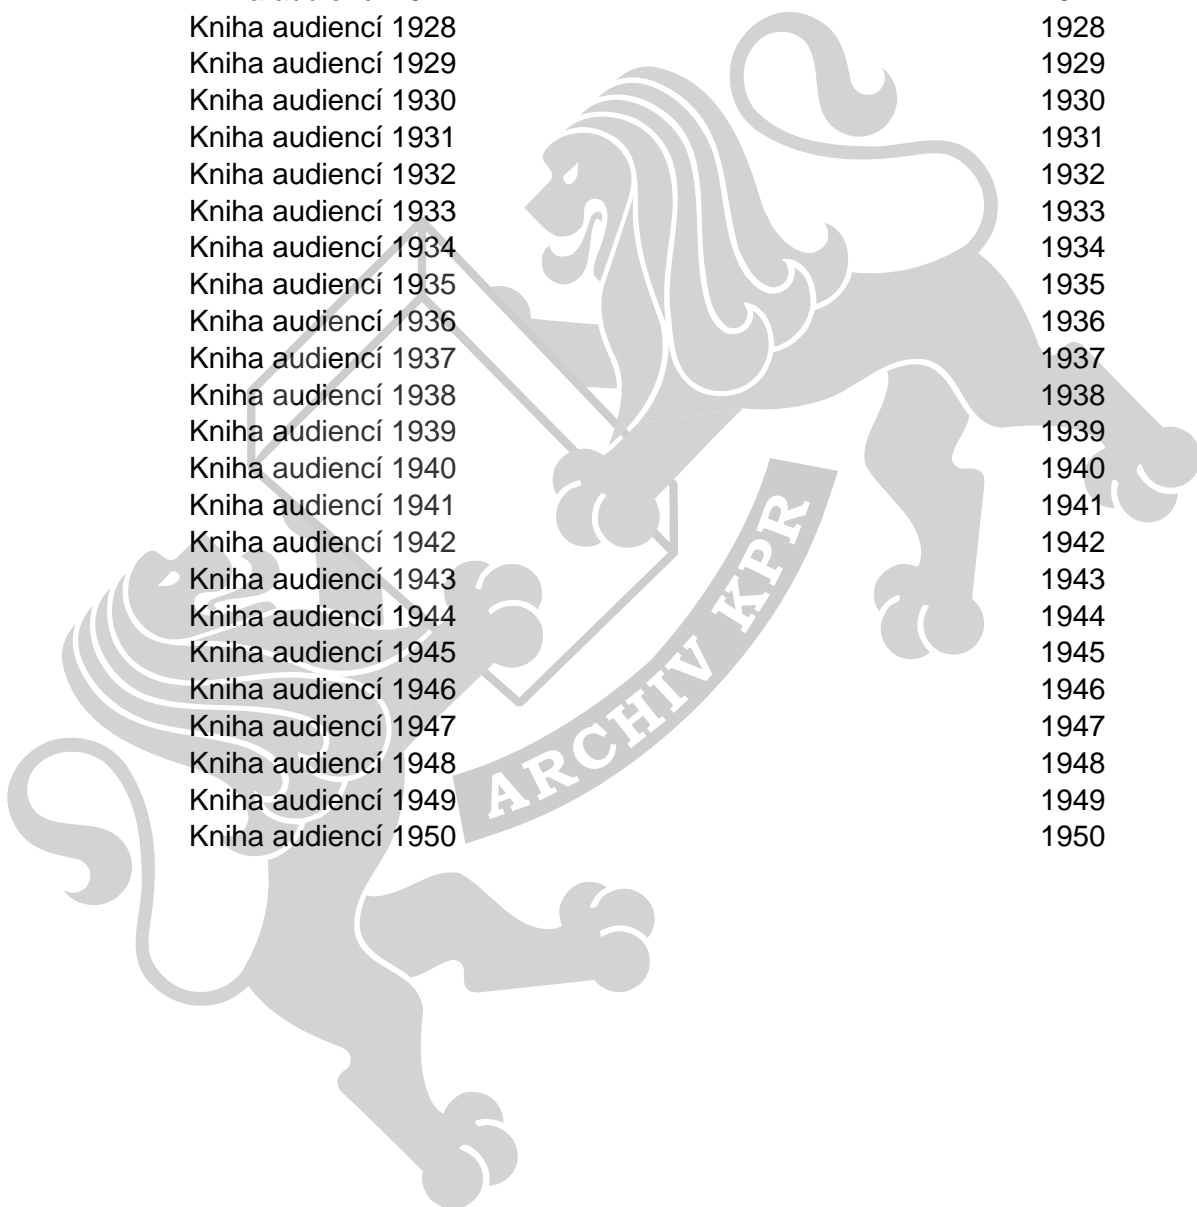 Kniha audiencí 1928 1928
Kniha audiencí 1929 1929
Kniha audiencí 1930 1930
Kniha audiencí 1931 1931
Kniha audiencí 1932 1932
Kniha audiencí 1933 1933
Kniha audiencí 1934 1934
Kniha audiencí 1935 1935
Kniha audiencí 1936 1936
Kniha audiencí 1937 1937
Kniha audiencí 1938 1938
Kniha audiencí 1939 1939
Kniha audiencí 1940 1940
Kniha audiencí 1941 1941
Kniha audiencí 1942 1942
Kniha audiencí 1943 1943
Kniha audiencí 1944 1944
Kniha audiencí 1945 1945
Kniha audiencí 1946 1946
Kniha audiencí 1947 1947
Kniha audiencí 1948 1948
Kniha audiencí 1949 1949
Kniha audiencí 1950 1950
ARCHIV KPR